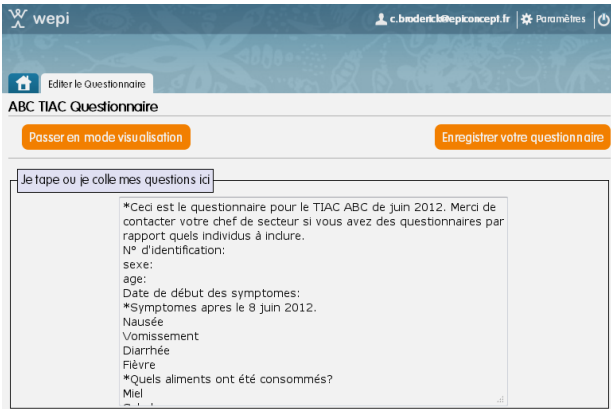 wepi
c.broderick@epiconcept.fr Paramètres
Editer le Questionnaire
ABC TIAC Questionnaire
Passer en mode visualisation
Enregistrer votre questionnaire
Je tape ou je colle mes questions ici
*Ceci est le questionnaire pour le TIAC ABC de juin 2012. Merci de
contacter votre chef de secteur si vous avez des questionnaires par
rapport quels individus à indure.
N° d'identification:
sexe:
age:
Date de début des symptomes:
*Symptomes apres le 8 juin 2012.
Nausée
Vomissement
Diarrhée
Fièvre
*Quels aliments ont été consommés?
Miel